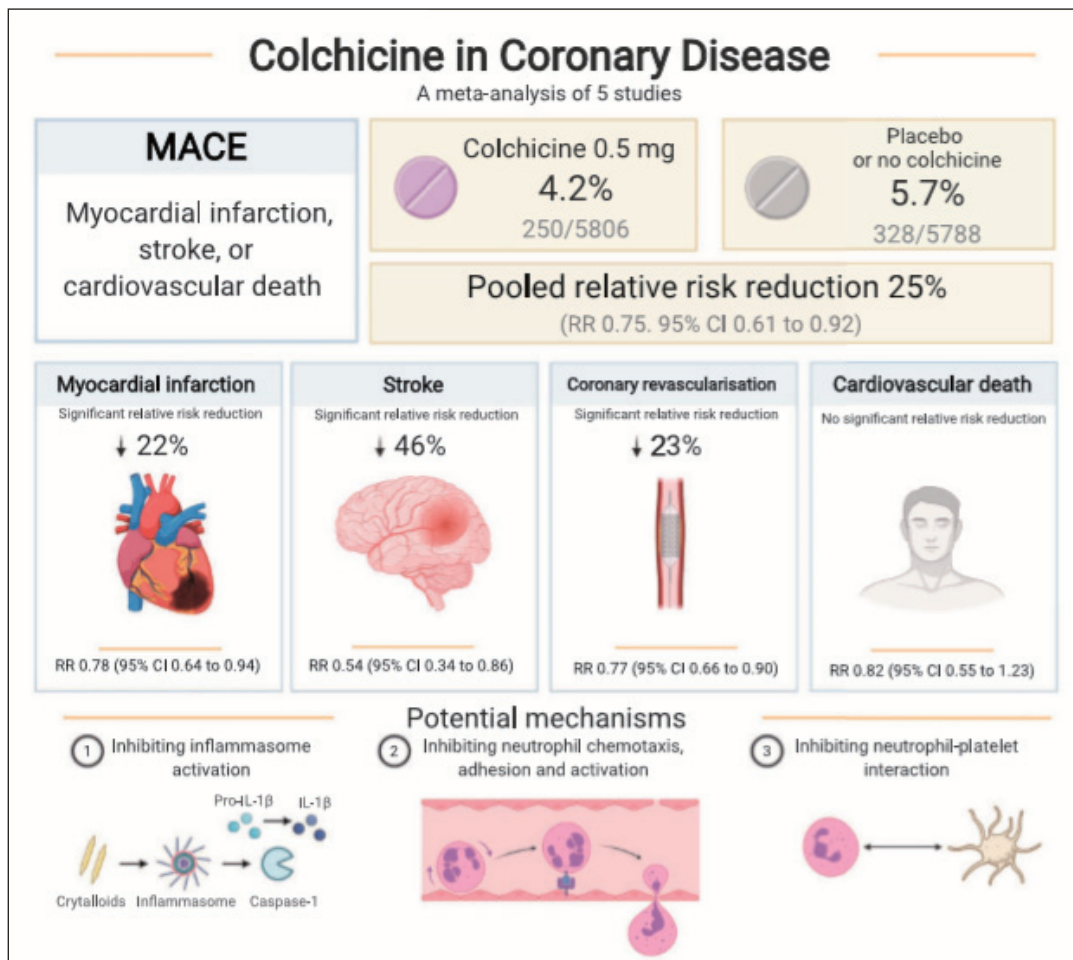 Colchicine in Coronary Disease
A meta-analysis of 5 studies
MACE
Myocardial infarction,
stroke, or
cardiovascular death
Colchicine 0.5 mg
4.2%
250/5806
Placebo
or no colchicine
5.7%
328/5788
Pooled relative risk reduction 25%
(RR 0.75. 95% CI 0.61 to 0.92)
Myocardial infarction
Significant relative risk reduction
↓ 22%
RR 0.78 (95% CI 0.64 to 0.94)
Stroke
Significant relative risk reduction
↓ 46%
RR 0.54 (95% CI 0.34 to 0.86)
Coronary revascularisation
Significant relative risk reduction
↓ 23%
RR 0.77 (95% CI 0.66 to 0.90)
Cardiovascular death
No significant relative risk reduction
RR 0.82 (95% CI 0.55 to 1.23)
Potential mechanisms
1 Inhibiting inflammasome
activation
Pro-IL-1β
IL-1β
Crytalloids
Inflammasome
Caspase-1
2 Inhibiting neutrophil chemotaxis,
adhesion and activation
3 Inhibiting neutrophil-platelet
interaction